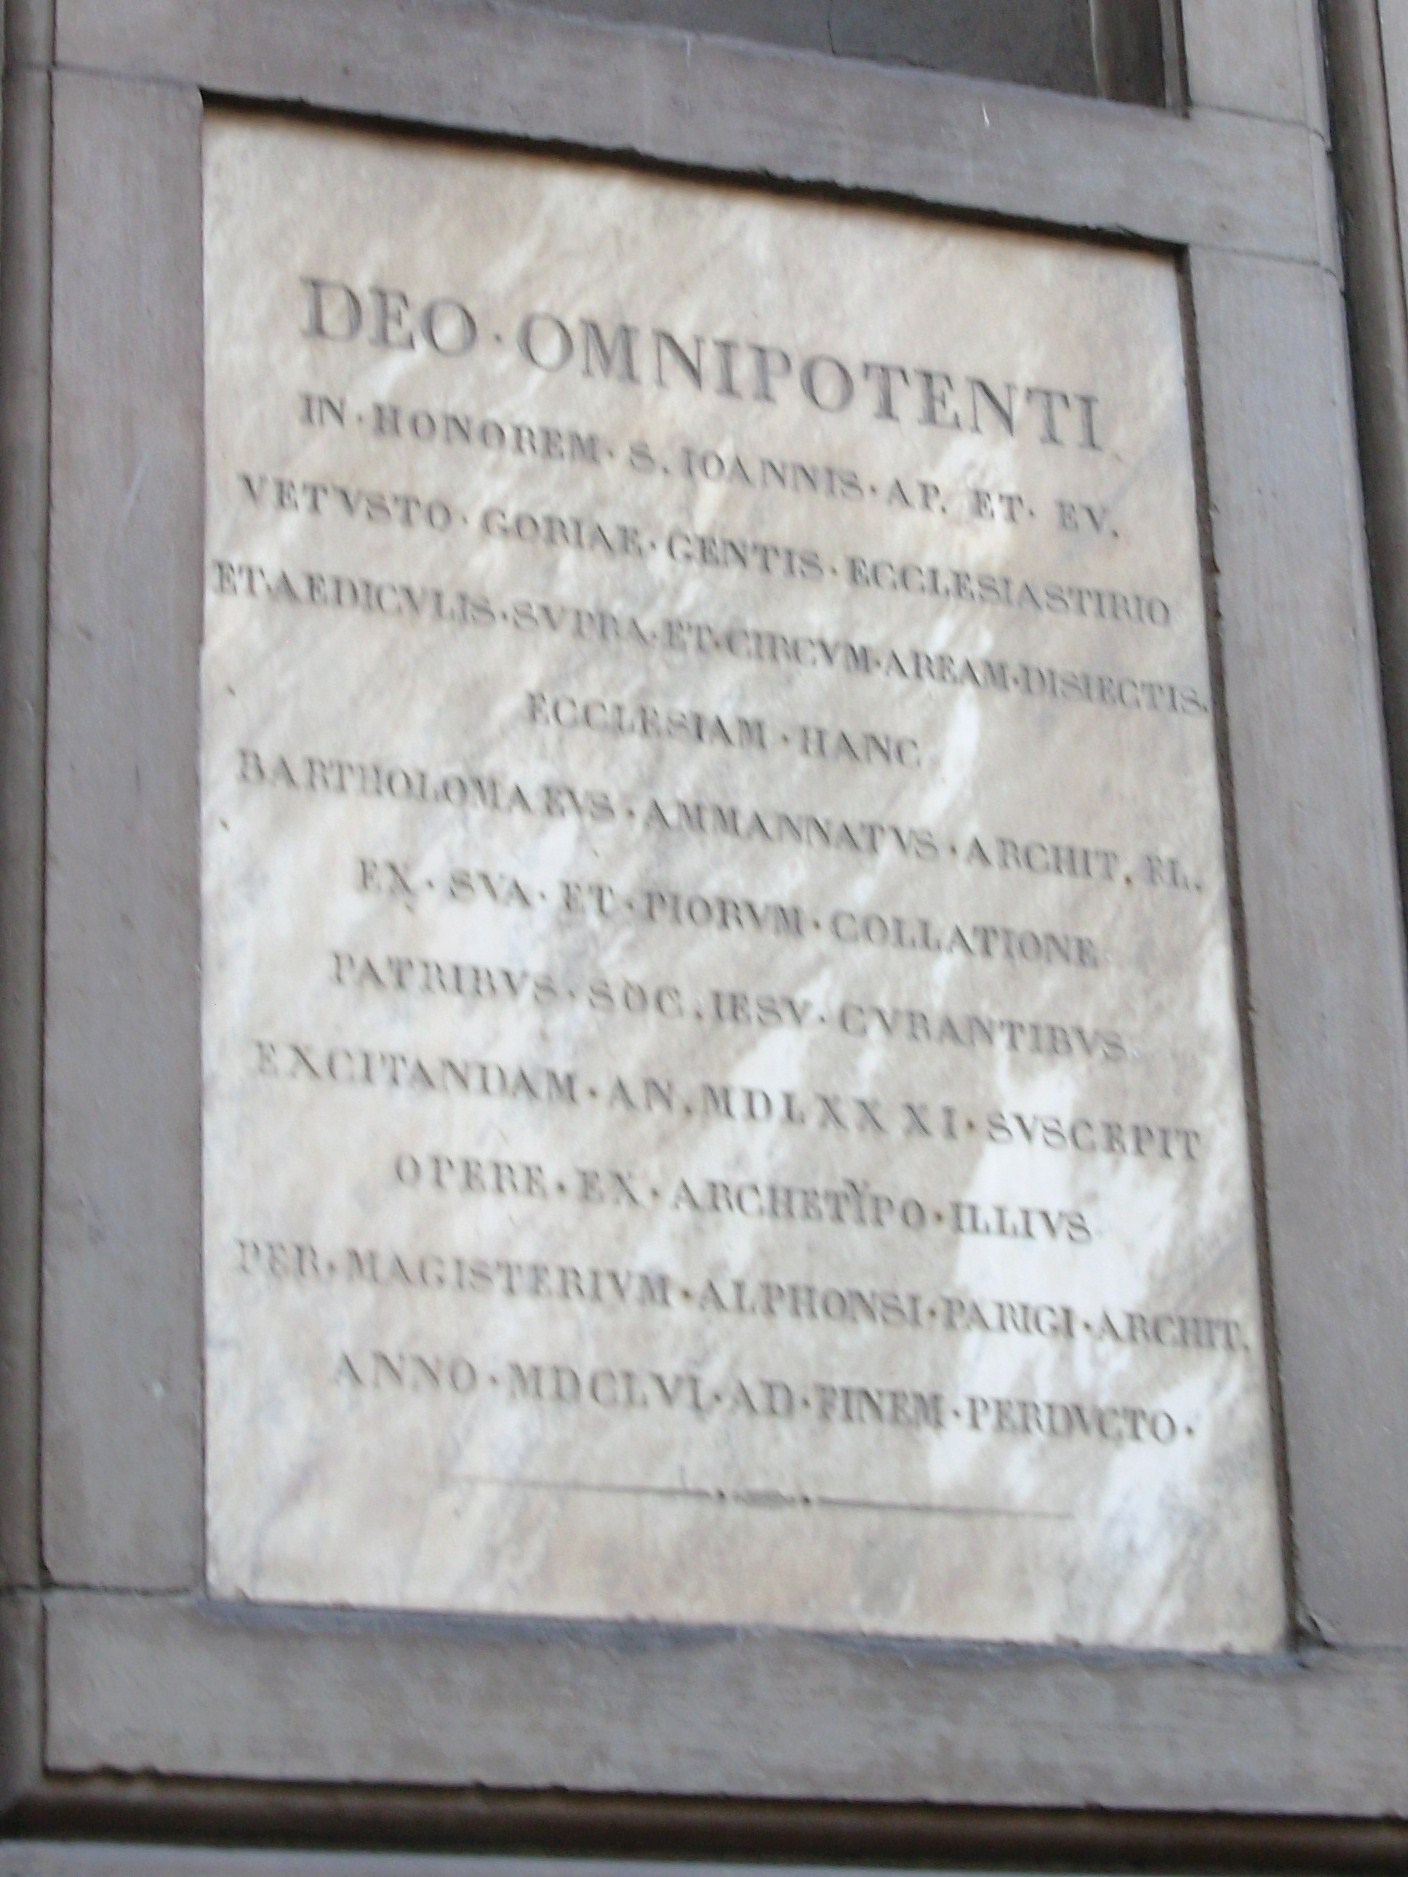 DEO · OMNIPOTENTI
IN · HONOREM · S. IOANNIS · AP. ET · EV.
VETVSTO · GORIAE · GENTIS · ECCLESIASTIRIO
ET · AEDICVLIS · SVPRA · ET · CIRCVM · AREAM · DISIECTIS ·
ECCLESIAM · HANC
BARTHOLOMAEVS · AMMANNATVS · ARCHIT. FL.
EX · SVA · ET · PIORVM · COLLATIONE
PATRIBVS · SOC. IESV · CVRANTIBVS
EXCITANDAM · AN. MDLXXXI · SVSCEPIT
OPERE · EX · ARCHETYPO · ILLIVS
PER · MAGISTERIVM · ALPHONSI · PARIGI · ARCHIT.
ANNO · MDCLVI · AD · FINEM · PERDVCTO ·